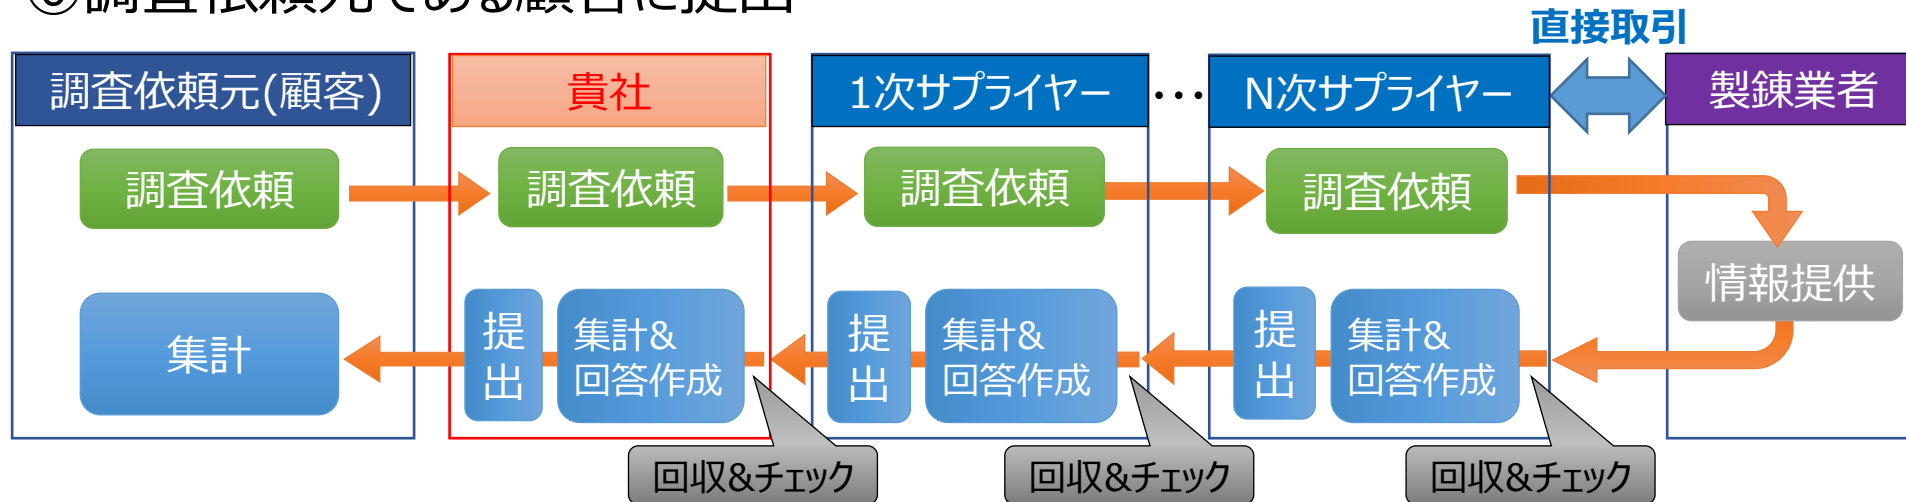 直接取引
調査依頼元(顧客)
貴社
1次サプライヤー
･･･
N次サプライヤー
製錬業者
調査依頼
調査依頼
調査依頼
調査依頼
情報提供
集計
提出
集計&
回答作成
提出
集計&
回答作成
提出
集計&
回答作成
回収&チェック
回収&チェック
回収&チェック